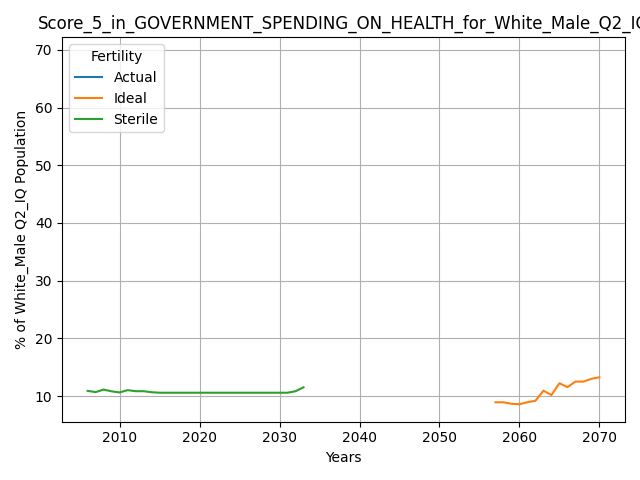 Score_5_in_GOVERNMENT_SPENDING_ON_HEALTH_for_White_Male_Q2_IQ
Fertility
Actual
Ideal
Sterile
% of White_Male Q2_IQ Population
70
60
50
40
30
20
10
2010 2020 2030 2040 2050 2060 2070
Years